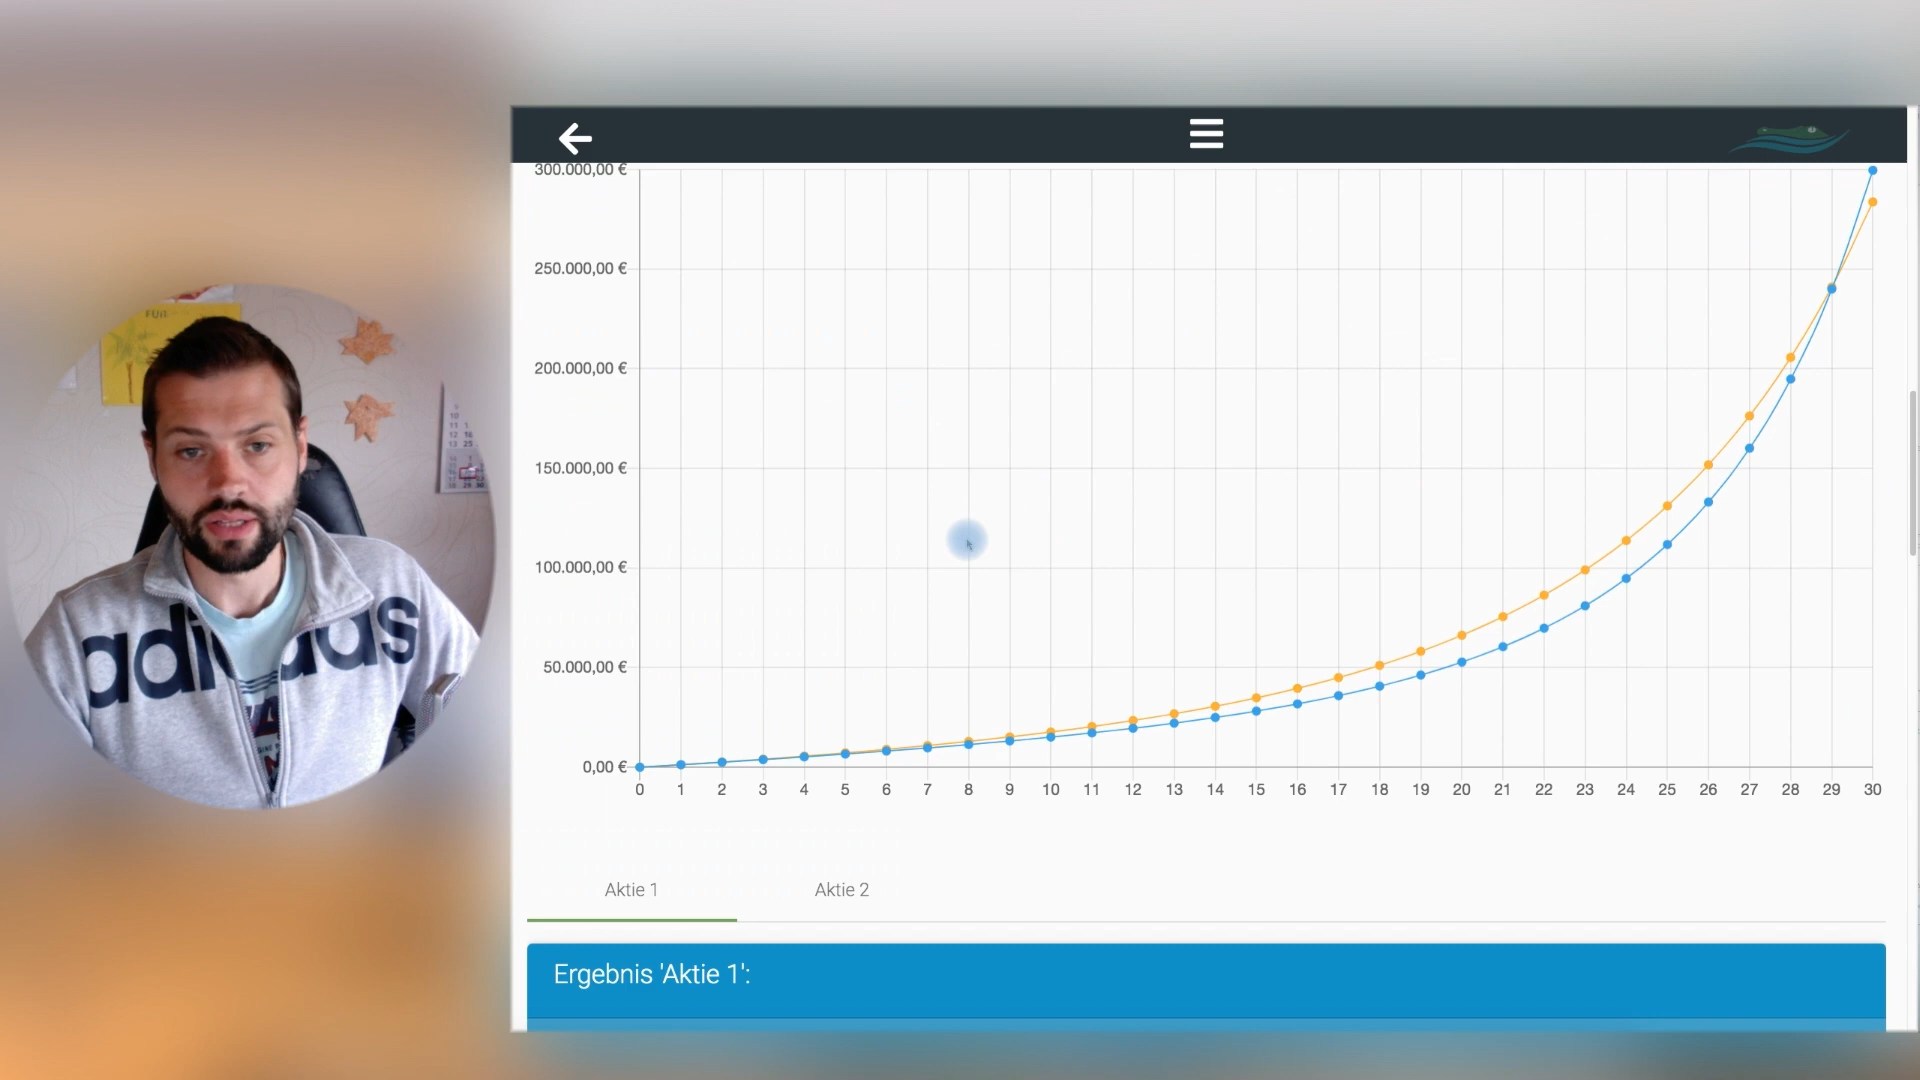 300.000,00 €
250.000,00 €
200.000,00 €
150.000,00 €
100.000,00 €
50.000,00 €
0,00 €
0 1 2 3 4 5 6 7 8 9 10 11 12 13 14 15 16 17 18 19 20 21 22 23 24 25 26 27 28 29 30
Aktie 1 Aktie 2
Ergebnis 'Aktie 1':
FÜR
adidas